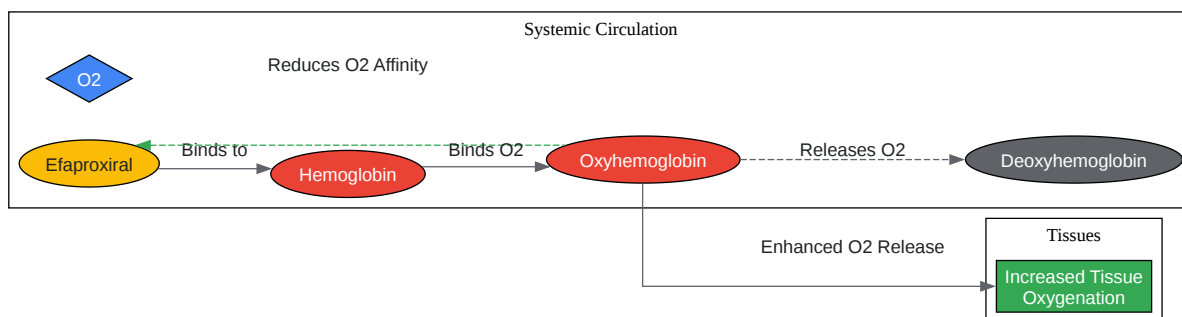 Systemic Circulation
Reduces O2 Affinity
O2
Efaproxiral
Binds to
Hemoglobin
Binds O2
Oxyhemoglobin
Releases O2
Deoxyhemoglobin
Enhanced O2 Release
Tissues
Increased Tissue
Oxygenation